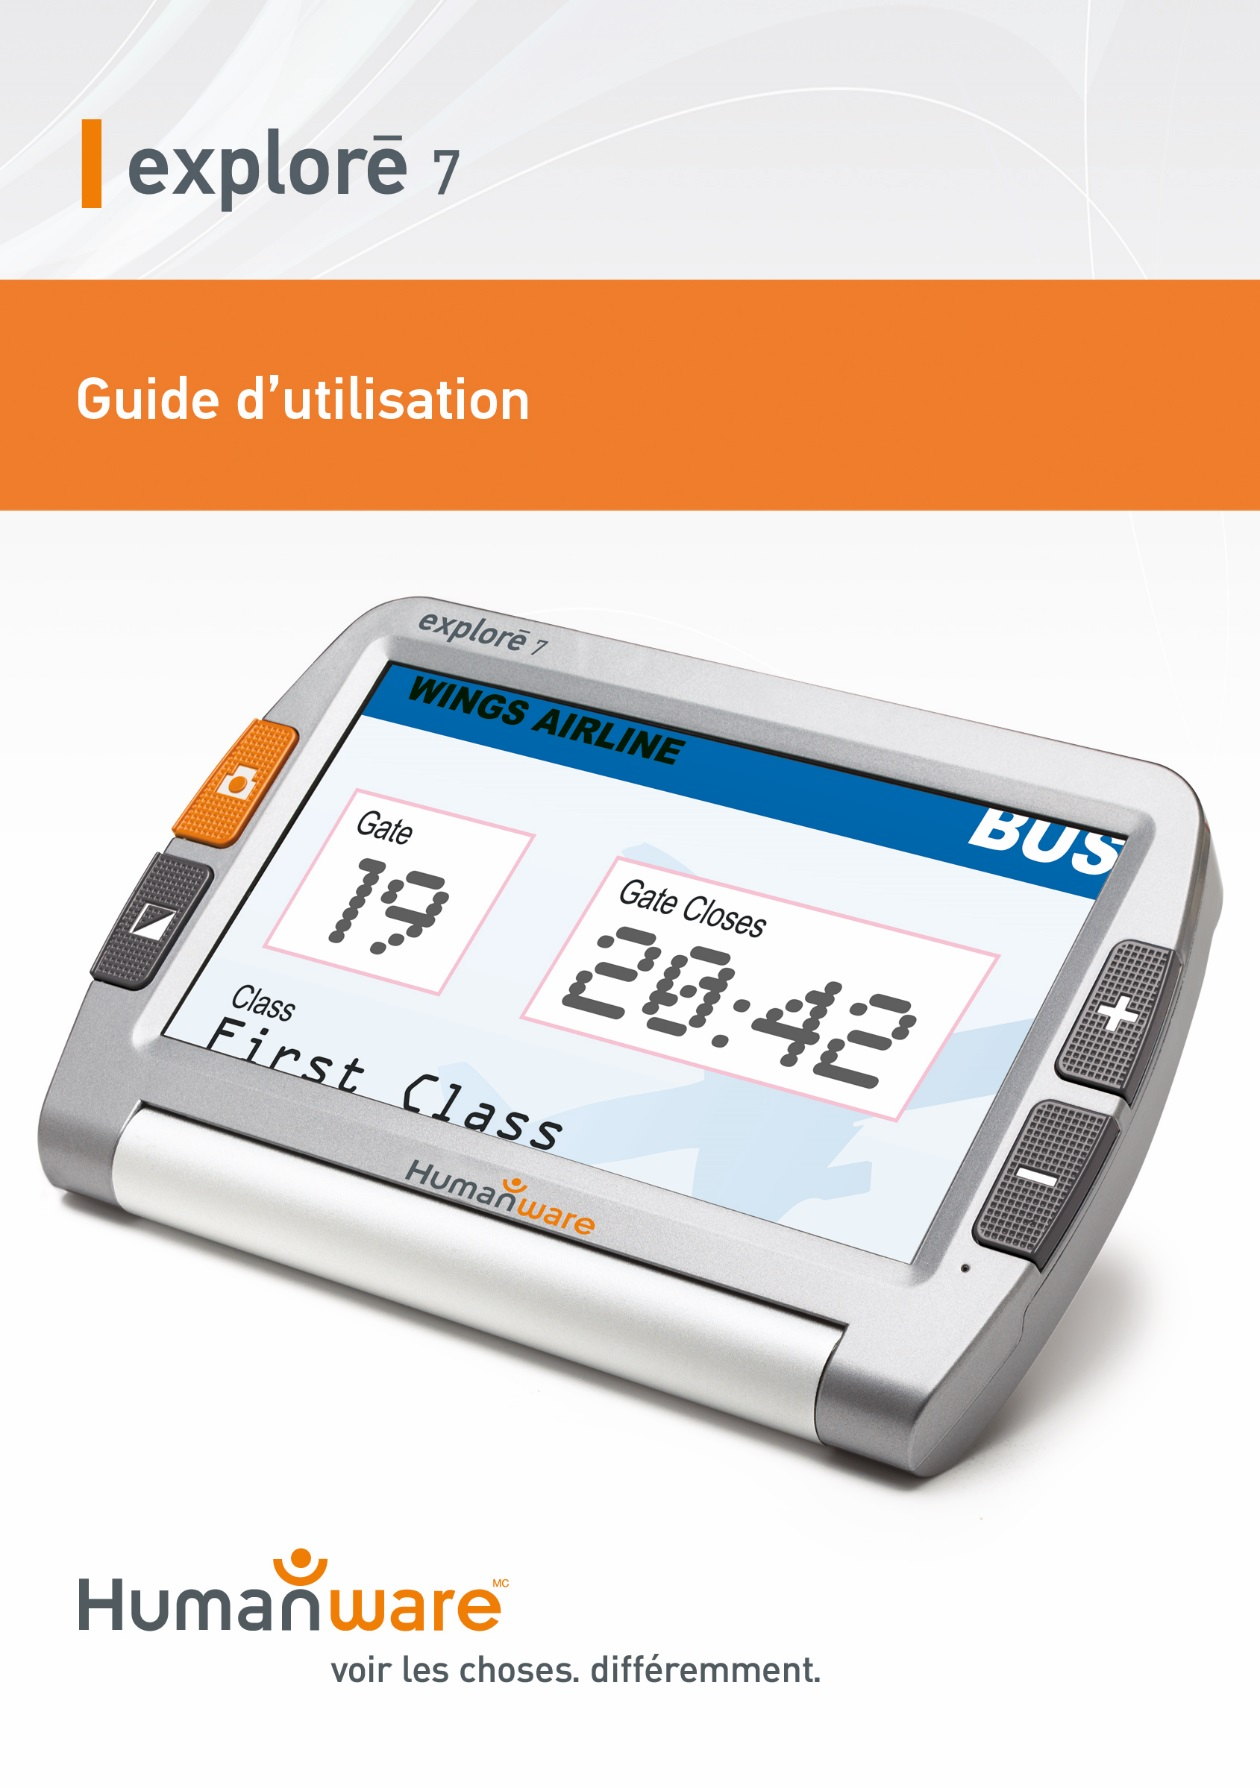 explorē 7
Guide d'utilisation
explorē 7
WINGS AIRLINE
BUS
Gate
19
Gate Closes
20:42
Class
First Class
Humanware
Humanware MC
voir les choses. différemment.